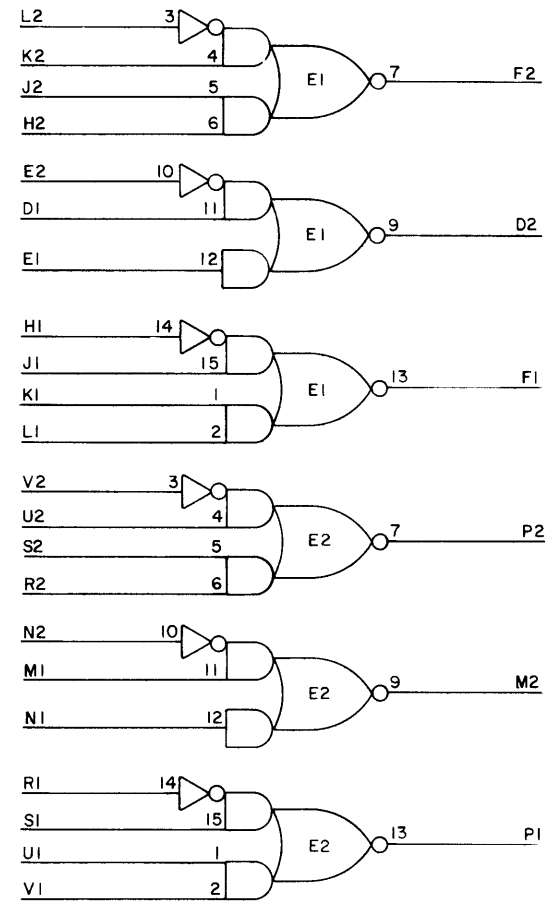 L2 3
K2 4
E1 7 F2
J2 5
H2 6
E2 10
D1 11
E1 9 D2
E1 12
H1 14
J1 15
E1 13 F1
K1 1
L1 2
V2 3
U2 4
E2 7 P2
S2 5
R2 6
N2 10
M1 11
E2 9 M2
N1 12
R1 14
S1 15
E2 13 P1
U1 1
V1 2